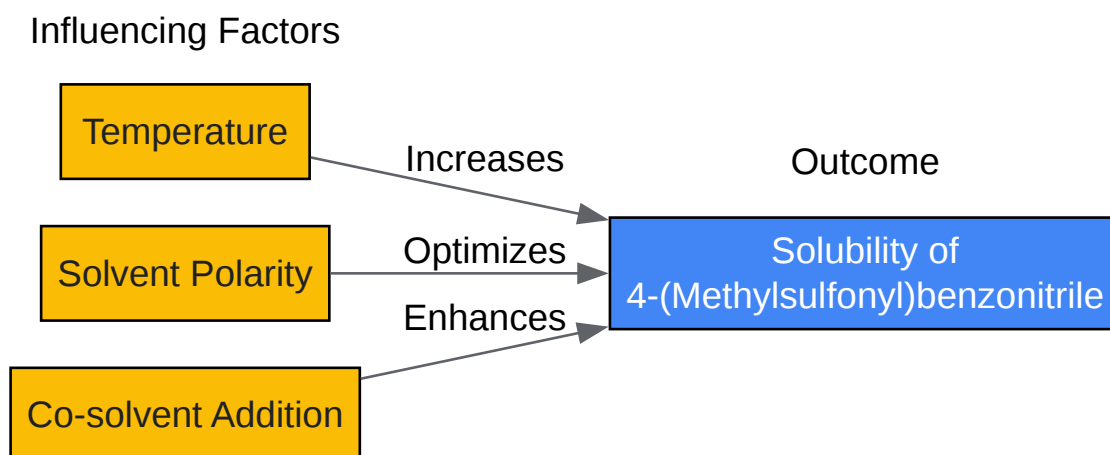 Influencing Factors
Temperature
Increases
Outcome
Solvent Polarity
Optimizes
Solubility of
4-(Methylsulfonyl)benzonitrile
Enhances
Co-solvent Addition